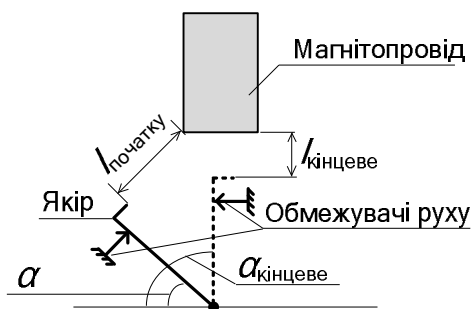 Магнітопровід
lпочатку
lкінцеве
Якір
Обмежувачі руху
αкінцеве
α